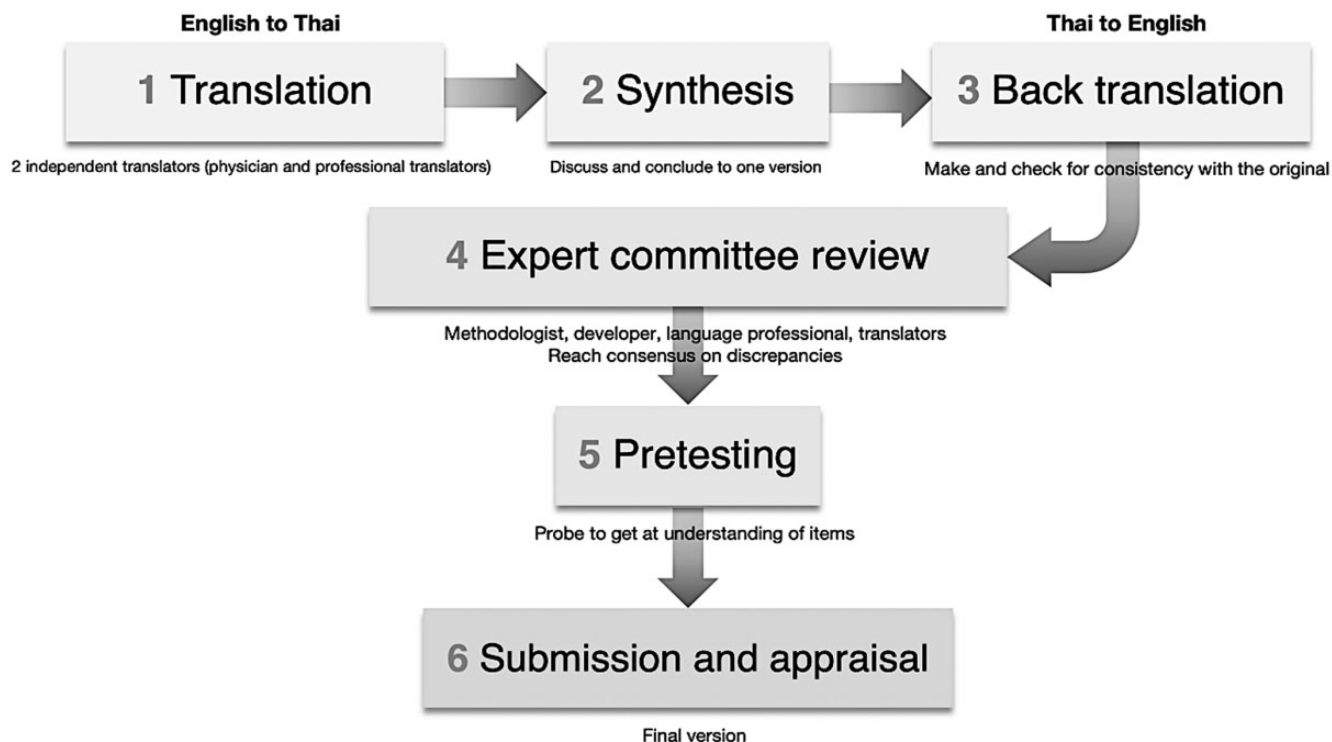 English to Thai
1 Translation
2 independent translators (physician and professional translators)
2 Synthesis
Discuss and conclude to one version
Thai to English
3 Back translation
Make and check for consistency with the original
4 Expert committee review
Methodologist, developer, language professional, translators
Reach consensus on discrepancies
5 Pretesting
Probe to get at understanding of items
6 Submission and appraisal
Final version